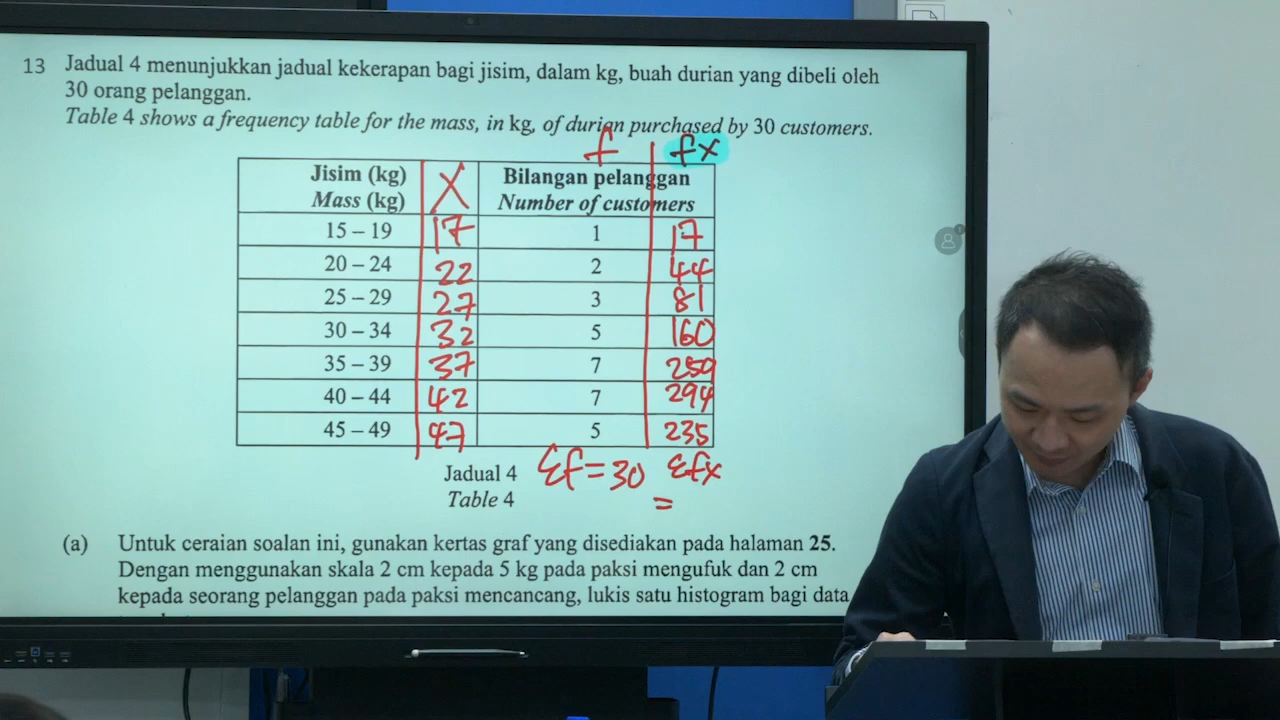 13 Jadual 4 menunjukkan jadual kekerapan bagi jisim, dalam kg, buah durian yang dibeli oleh
30 orang pelanggan.
Table 4 shows a frequency table for the mass, in kg, of durian purchased by 30 customers.
f fx
Jisim (kg) X Bilangan pelanggan
Mass (kg) Number of customers
15 – 19 17 1 17
20 – 24 22 2 44
25 – 29 27 3 81
30 – 34 32 5 160
35 – 39 37 7 259
40 – 44 42 7 294
45 – 49 47 5 235
Jadual 4 Σf=30 Σfx
Table 4 =
(a) Untuk ceraian soalan ini, gunakan kertas graf yang disediakan pada halaman 25.
Dengan menggunakan skala 2 cm kepada 5 kg pada paksi mengufuk dan 2 cm
kepada seorang pelanggan pada paksi mencancang, lukis satu histogram bagi data